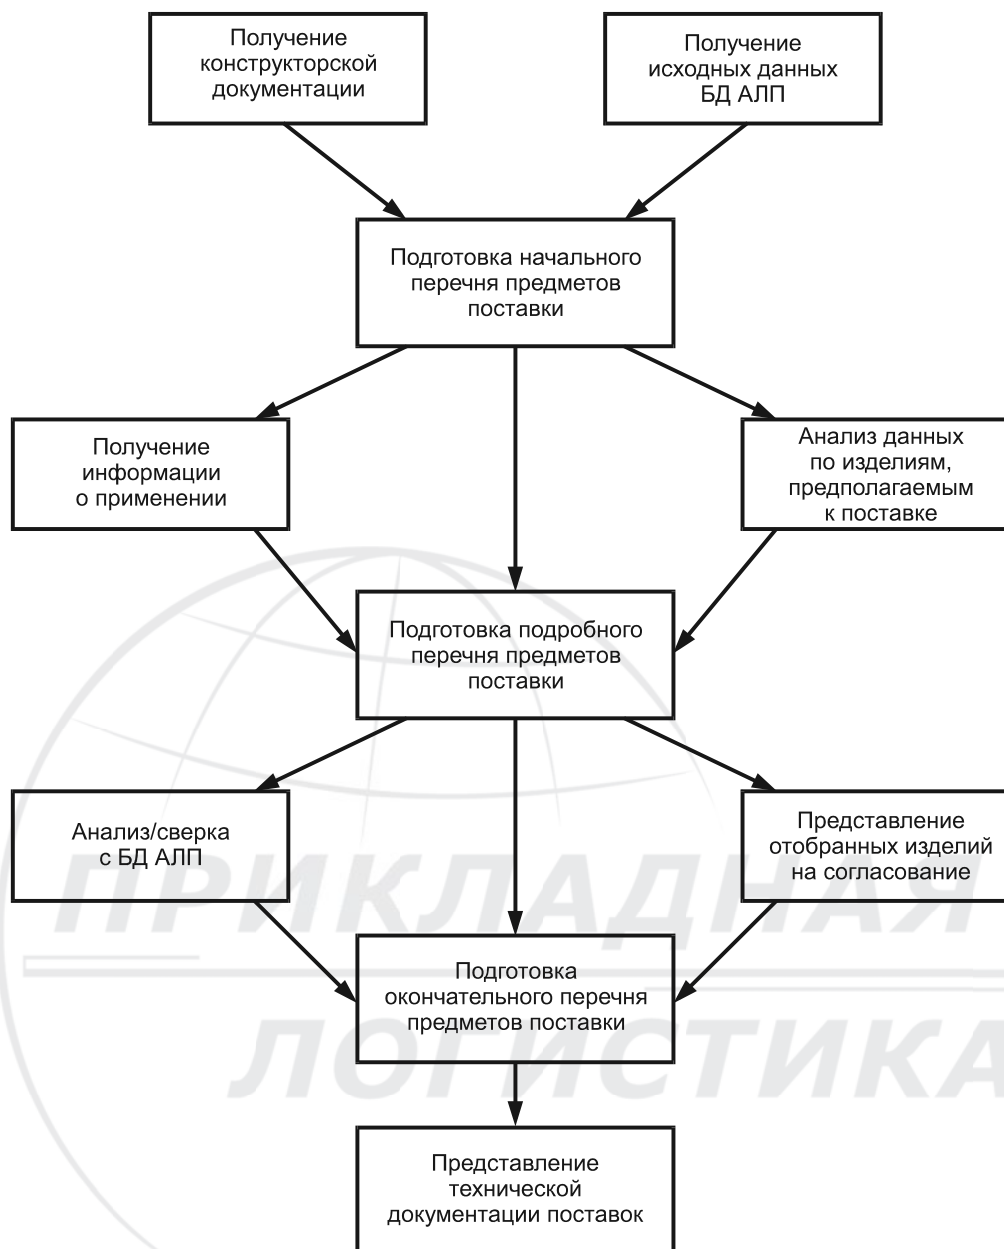 Получение
конструкторской
документации
Получение
исходных данных
БД АЛП
Подготовка начального
перечня предметов
поставки
Получение
информации
о применении
Анализ данных
по изделиям,
предполагаемым
к поставке
Подготовка подробного
перечня предметов
поставки
Анализ/сверка
с БД АЛП
Представление
отобранных изделий
на согласование
ПРИКЛАДНАЯ
Подготовка
окончательного перечня
предметов поставки
ЛОГИСТИКА
Представление
технической
документации поставок